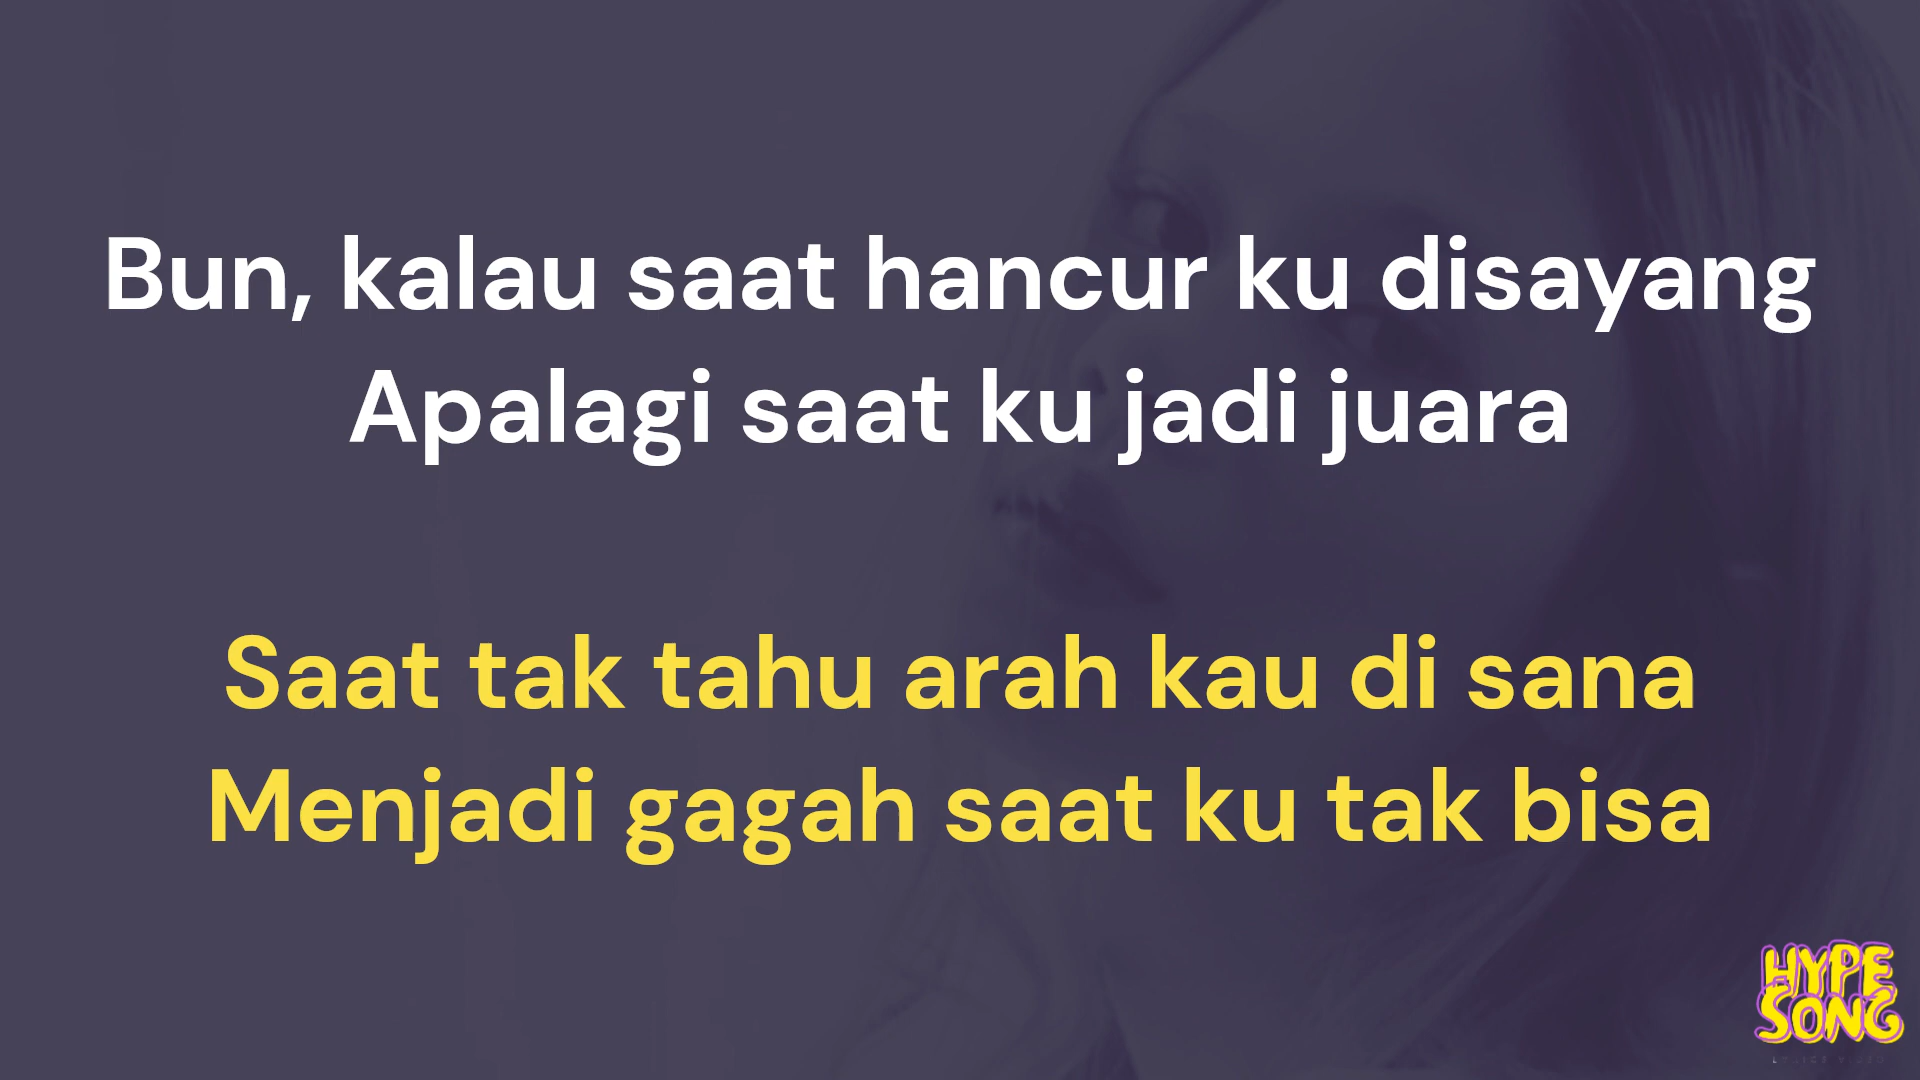 Bun, kalau saat hancur ku disayang
Apalagi saat ku jadi juara
Saat tak tahu arah kau di sana
Menjadi gagah saat ku tak bisa
HYPE
SONG